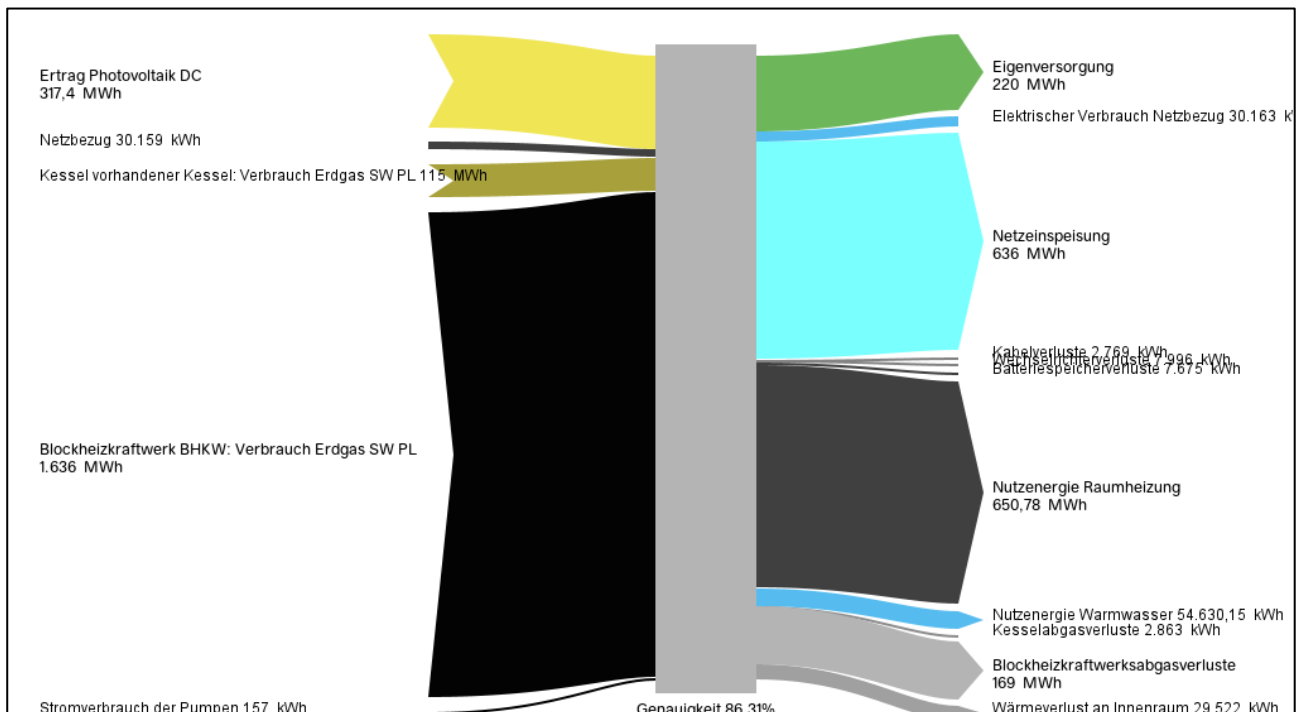 Ertrag Photovoltaik DC
317,4 MWh
Netzbezug 30.159 kWh
Kessel vorhandener Kessel: Verbrauch Erdgas SW PL 115 MWh
Blockheizkraftwerk BHKW: Verbrauch Erdgas SW PL
1.636 MWh
Stromverbrauch der Pumpen 157 kWh
Genauigkeit 86,31%
Eigenversorgung
220 MWh
Elektrischer Verbrauch Netzbezug 30.163 k
Netzeinspeisung
636 MWh
Kabelverluste 2.769 kWh
Wechselrichterverluste 7.996 kWh
Batteriespeicherverluste 7.675 kWh
Nutzenergie Raumheizung
650,78 MWh
Nutzenergie Warmwasser 54.630,15 kWh
Kesselabgasverluste 2.863 kWh
Blockheizkraftwerksabgasverluste
169 MWh
Wärmeverlust an Innenraum 29.522 kWh